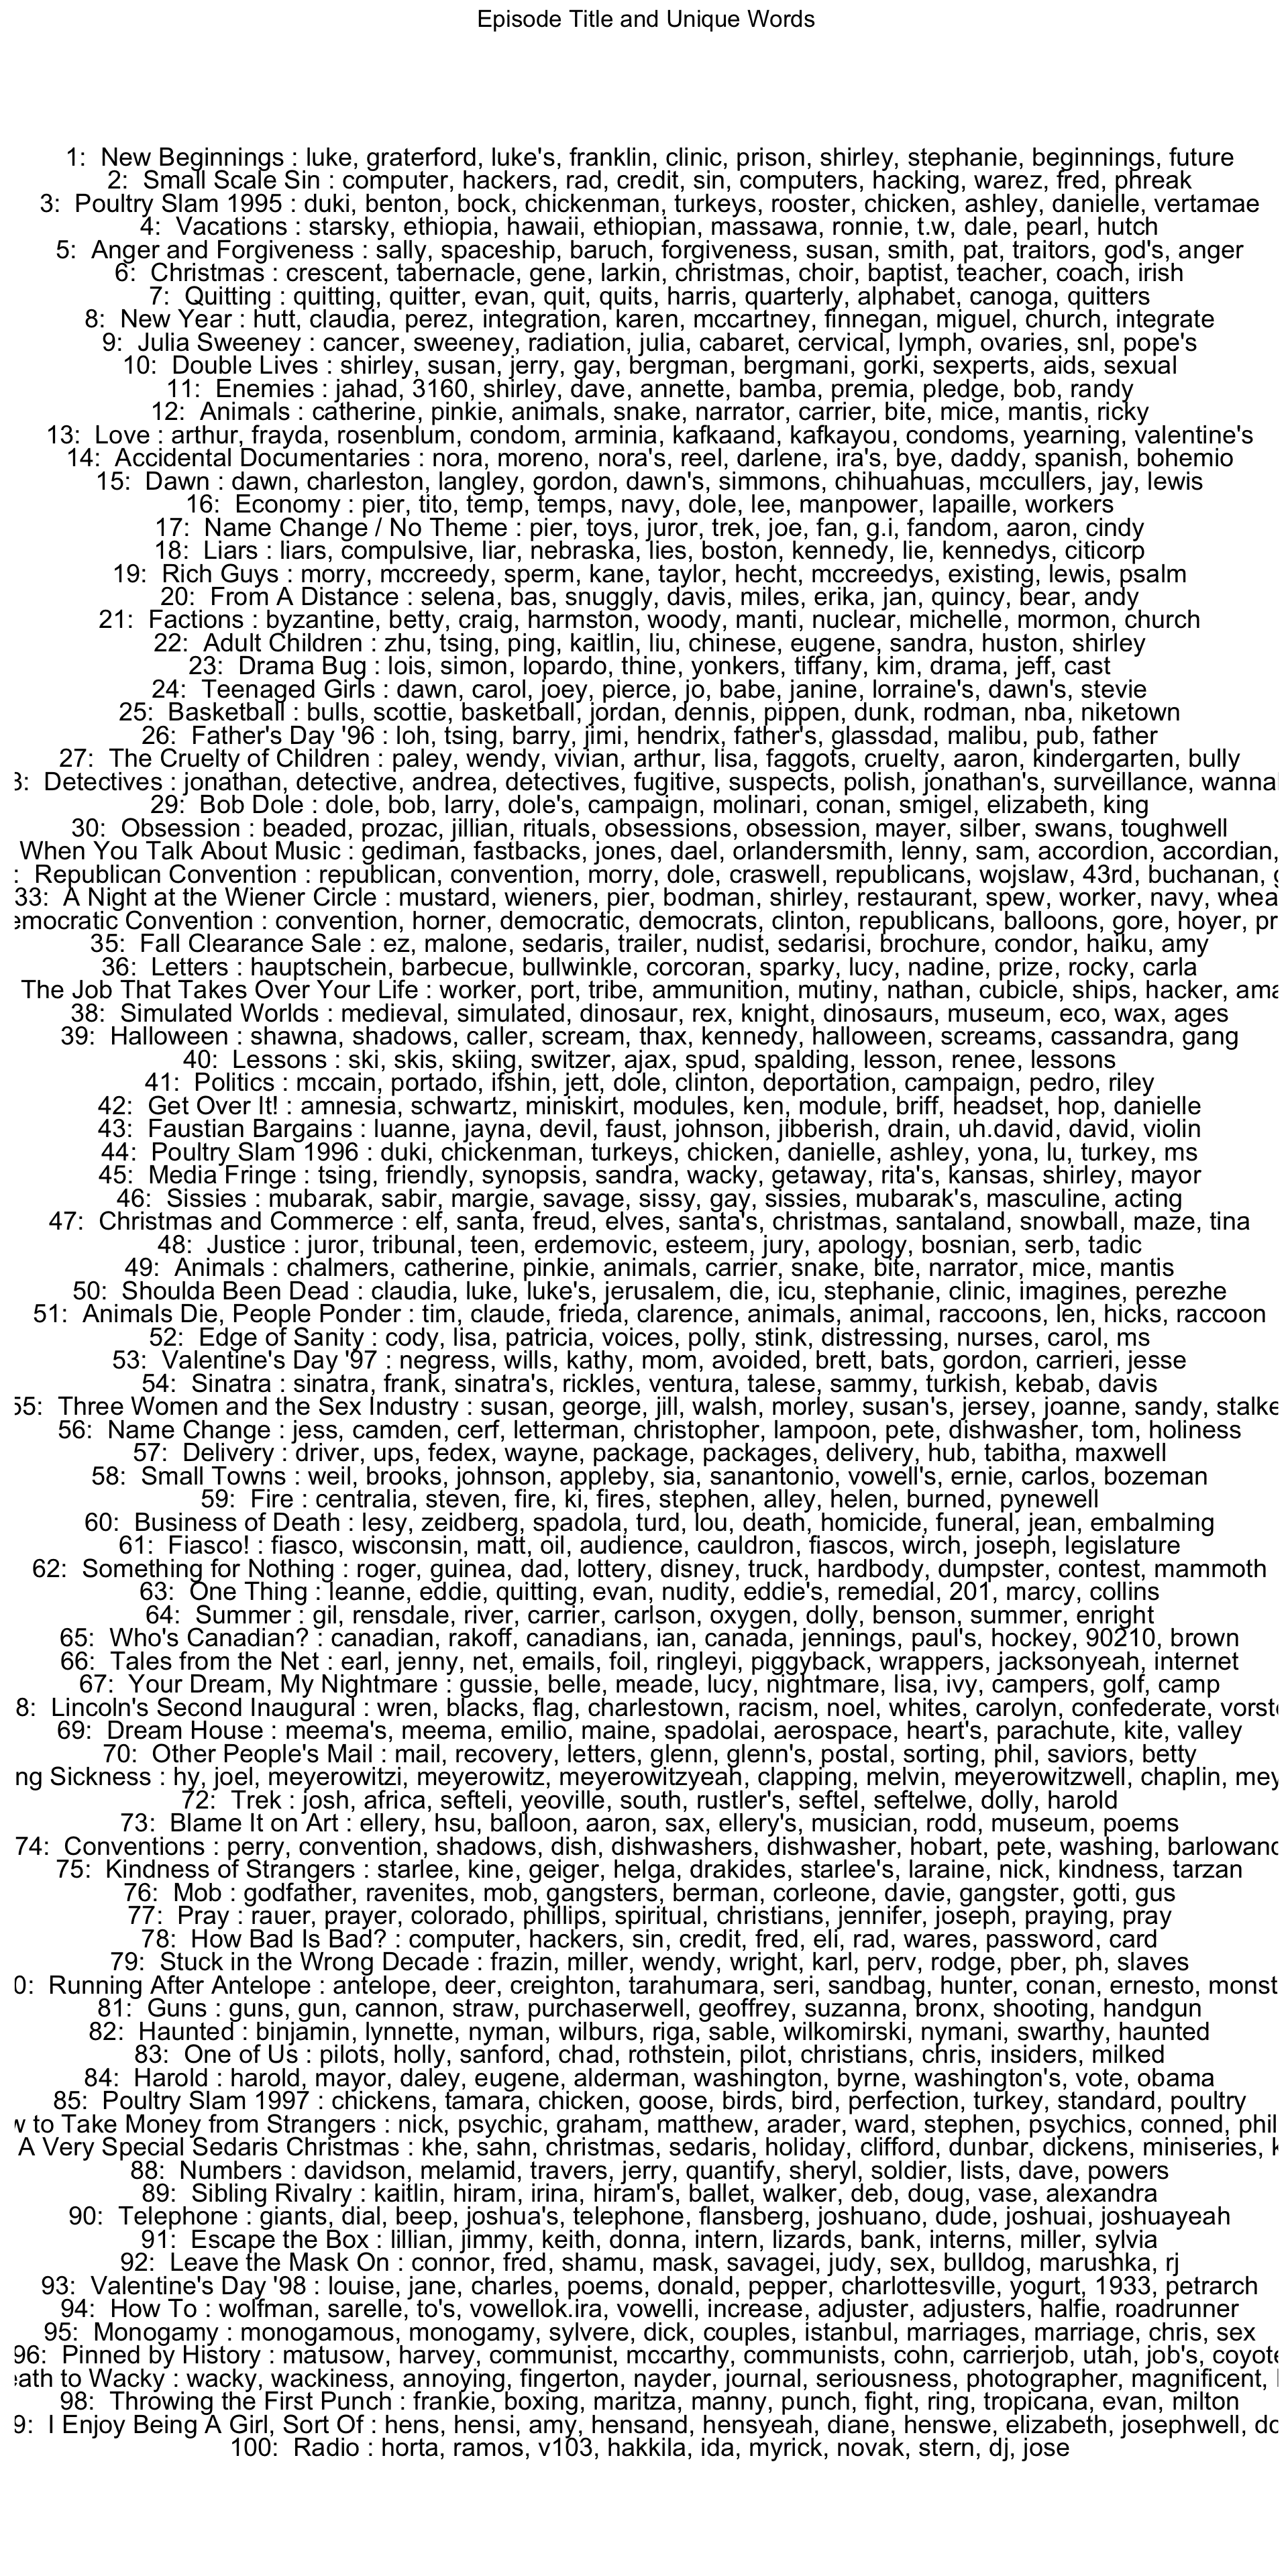 Episode Title and Unique Words
1: New Beginnings : luke, graterford, luke's, franklin, clinic, prison, shirley, stephanie, beginnings, future
2: Small Scale Sin : computer, hackers, rad, credit, sin, computers, hacking, warez, fred, phreak
3: Poultry Slam 1995 : duki, benton, bock, chickenman, turkeys, rooster, chicken, ashley, danielle, vertamae
4: Vacations : starsky, ethiopia, hawaii, ethiopian, massawa, ronnie, t.w, dale, pearl, hutch
5: Anger and Forgiveness : sally, spaceship, baruch, forgiveness, susan, smith, pat, traitors, god's, anger
6: Christmas : crescent, tabernacle, gene, larkin, christmas, choir, baptist, teacher, coach, irish
7: Quitting : quitting, quitter, evan, quit, quits, harris, quarterly, alphabet, canoga, quitters
8: New Year : hutt, claudia, perez, integration, karen, mccartney, finnegan, miguel, church, integrate
9: Julia Sweeney : cancer, sweeney, radiation, julia, cabaret, cervical, lymph, ovaries, snl, pope's
10: Double Lives : shirley, susan, jerry, gay, bergman, bergmani, gorki, sexperts, aids, sexual
11: Enemies : jahad, 3160, shirley, dave, annette, bamba, premia, pledge, bob, randy
12: Animals : catherine, pinkie, animals, snake, narrator, carrier, bite, mice, mantis, ricky
13: Love : arthur, frayda, rosenblum, condom, arminia, kafkaand, kafkayou, condoms, yearning, valentine's
14: Accidental Documentaries : nora, moreno, nora's, reel, darlene, ira's, bye, daddy, spanish, bohemio
15: Dawn : dawn, charleston, langley, gordon, dawn's, simmons, chihuahuas, mccullers, jay, lewis
16: Economy : pier, tito, temp, temps, navy, dole, lee, manpower, lapaille, workers
17: Name Change / No Theme : pier, toys, juror, trek, joe, fan, g.i, fandom, aaron, cindy
18: Liars : liars, compulsive, liar, nebraska, lies, boston, kennedy, lie, kennedys, citicorp
19: Rich Guys : morry, mccreedy, sperm, kane, taylor, hecht, mccreedys, existing, lewis, psalm
20: From A Distance : selena, bas, snuggly, davis, miles, erika, jan, quincy, bear, andy
21: Factions : byzantine, betty, craig, harmston, woody, manti, nuclear, michelle, mormon, church
22: Adult Children : zhu, tsing, ping, kaitlin, liu, chinese, eugene, sandra, huston, shirley
23: Drama Bug : lois, simon, lopardo, thine, yonkers, tiffany, kim, drama, jeff, cast
24: Teenaged Girls : dawn, carol, joey, pierce, jo, babe, janine, lorraine's, dawn's, stevie
25: Basketball : bulls, scottie, basketball, jordan, dennis, pippen, dunk, rodman, nba, niketown
26: Father's Day '96 : loh, tsing, barry, jimi, hendrix, father's, glassdad, malibu, pub, father
27: The Cruelty of Children : paley, wendy, vivian, arthur, lisa, faggots, cruelty, aaron, kindergarten, bully
8: Detectives : jonathan, detective, andrea, detectives, fugitive, suspects, polish, jonathan's, surveillance, wanna
29: Bob Dole : dole, bob, larry, dole's, campaign, molinari, conan, smigel, elizabeth, king
30: Obsession : beaded, prozac, jillian, rituals, obsessions, obsession, mayer, silber, swans, toughwell
When You Talk About Music : gediman, fastbacks, jones, dael, orlandersmith, lenny, sam, accordion, accordian,
: Republican Convention : republican, convention, morry, dole, craswell, republicans, wojslaw, 43rd, buchanan, g
33: A Night at the Wiener Circle : mustard, wieners, pier, bodman, shirley, restaurant, spew, worker, navy, whea
emocratic Convention : convention, horner, democratic, democrats, clinton, republicans, balloons, gore, hoyer, pr
35: Fall Clearance Sale : ez, malone, sedaris, trailer, nudist, sedarisi, brochure, condor, haiku, amy
36: Letters : hauptschein, barbecue, bullwinkle, corcoran, sparky, lucy, nadine, prize, rocky, carla
The Job That Takes Over Your Life : worker, port, tribe, ammunition, mutiny, nathan, cubicle, ships, hacker, ama
38: Simulated Worlds : medieval, simulated, dinosaur, rex, knight, dinosaurs, museum, eco, wax, ages
39: Halloween : shawna, shadows, caller, scream, thax, kennedy, halloween, screams, cassandra, gang
40: Lessons : ski, skis, skiing, switzer, ajax, spud, spalding, lesson, renee, lessons
41: Politics : mccain, portado, ifshin, jett, dole, clinton, deportation, campaign, pedro, riley
42: Get Over It! : amnesia, schwartz, miniskirt, modules, ken, module, briff, headset, hop, danielle
43: Faustian Bargains : luanne, jayna, devil, faust, johnson, jibberish, drain, uh.david, david, violin
44: Poultry Slam 1996 : duki, chickenman, turkeys, chicken, danielle, ashley, yona, lu, turkey, ms
45: Media Fringe : tsing, friendly, synopsis, sandra, wacky, getaway, rita's, kansas, shirley, mayor
46: Sissies : mubarak, sabir, margie, savage, sissy, gay, sissies, mubarak's, masculine, acting
47: Christmas and Commerce : elf, santa, freud, elves, santa's, christmas, santaland, snowball, maze, tina
48: Justice : juror, tribunal, teen, erdemovic, esteem, jury, apology, bosnian, serb, tadic
49: Animals : chalmers, catherine, pinkie, animals, carrier, snake, bite, narrator, mice, mantis
50: Shoulda Been Dead : claudia, luke, luke's, jerusalem, die, icu, stephanie, clinic, imagines, perezhe
51: Animals Die, People Ponder : tim, claude, frieda, clarence, animals, animal, raccoons, len, hicks, raccoon
52: Edge of Sanity : cody, lisa, patricia, voices, polly, stink, distressing, nurses, carol, ms
53: Valentine's Day '97 : negress, wills, kathy, mom, avoided, brett, bats, gordon, carrieri, jesse
54: Sinatra : sinatra, frank, sinatra's, rickles, ventura, talese, sammy, turkish, kebab, davis
55: Three Women and the Sex Industry : susan, george, jill, walsh, morley, susan's, jersey, joanne, sandy, stalke
56: Name Change : jess, camden, cerf, letterman, christopher, lampoon, pete, dishwasher, tom, holiness
57: Delivery : driver, ups, fedex, wayne, package, packages, delivery, hub, tabitha, maxwell
58: Small Towns : weil, brooks, johnson, appleby, sia, sanantonio, vowell's, ernie, carlos, bozeman
59: Fire : centralia, steven, fire, ki, fires, stephen, alley, helen, burned, pynewell
60: Business of Death : lesy, zeidberg, spadola, turd, lou, death, homicide, funeral, jean, embalming
61: Fiasco! : fiasco, wisconsin, matt, oil, audience, cauldron, fiascos, wirch, joseph, legislature
62: Something for Nothing : roger, guinea, dad, lottery, disney, truck, hardbody, dumpster, contest, mammoth
63: One Thing : leanne, eddie, quitting, evan, nudity, eddie's, remedial, 201, marcy, collins
64: Summer : gil, rensdale, river, carrier, carlson, oxygen, dolly, benson, summer, enright
65: Who's Canadian? : canadian, rakoff, canadians, ian, canada, jennings, paul's, hockey, 90210, brown
66: Tales from the Net : earl, jenny, net, emails, foil, ringleyi, piggyback, wrappers, jacksonyeah, internet
67: Your Dream, My Nightmare : gussie, belle, meade, lucy, nightmare, lisa, ivy, campers, golf, camp
8: Lincoln's Second Inaugural : wren, blacks, flag, charlestown, racism, noel, whites, carolyn, confederate, vorst
69: Dream House : meema's, meema, emilio, maine, spadolai, aerospace, heart's, parachute, kite, valley
70: Other People's Mail : mail, recovery, letters, glenn, glenn's, postal, sorting, phil, saviors, betty
ng Sickness : hy, joel, meyerowitzi, meyerowitz, meyerowitzyeah, clapping, melvin, meyerowitzwell, chaplin, mey
72: Trek : josh, africa, sefteli, yeoville, south, rustler's, seftel, seftelwe, dolly, harold
73: Blame It on Art : ellery, hsu, balloon, aaron, sax, ellery's, musician, rodd, museum, poems
74: Conventions : perry, convention, shadows, dish, dishwashers, dishwasher, hobart, pete, washing, barlowand
75: Kindness of Strangers : starlee, kine, geiger, helga, drakides, starlee's, laraine, nick, kindness, tarzan
76: Mob : godfather, ravenites, mob, gangsters, berman, corleone, davie, gangster, gotti, gus
77: Pray : rauer, prayer, colorado, phillips, spiritual, christians, jennifer, joseph, praying, pray
78: How Bad Is Bad? : computer, hackers, sin, credit, fred, eli, rad, wares, password, card
79: Stuck in the Wrong Decade : frazin, miller, wendy, wright, karl, perv, rodge, pber, ph, slaves
0: Running After Antelope : antelope, deer, creighton, tarahumara, seri, sandbag, hunter, conan, ernesto, monst
81: Guns : guns, gun, cannon, straw, purchaserwell, geoffrey, suzanna, bronx, shooting, handgun
82: Haunted : binjamin, lynnette, nyman, wilburs, riga, sable, wilkomirski, nymani, swarthy, haunted
83: One of Us : pilots, holly, sanford, chad, rothstein, pilot, christians, chris, insiders, milked
84: Harold : harold, mayor, daley, eugene, alderman, washington, byrne, washington's, vote, obama
85: Poultry Slam 1997 : chickens, tamara, chicken, goose, birds, bird, perfection, turkey, standard, poultry
w to Take Money from Strangers : nick, psychic, graham, matthew, arader, ward, stephen, psychics, conned, phil
A Very Special Sedaris Christmas : khe, sahn, christmas, sedaris, holiday, clifford, dunbar, dickens, miniseries, k
88: Numbers : davidson, melamid, travers, jerry, quantify, sheryl, soldier, lists, dave, powers
89: Sibling Rivalry : kaitlin, hiram, irina, hiram's, ballet, walker, deb, doug, vase, alexandra
90: Telephone : giants, dial, beep, joshua's, telephone, flansberg, joshuano, dude, joshuai, joshuayeah
91: Escape the Box : lillian, jimmy, keith, donna, intern, lizards, bank, interns, miller, sylvia
92: Leave the Mask On : connor, fred, shamu, mask, savagei, judy, sex, bulldog, marushka, rj
93: Valentine's Day '98 : louise, jane, charles, poems, donald, pepper, charlottesville, yogurt, 1933, petrarch
94: How To : wolfman, sarelle, to's, vowellok.ira, vowelli, increase, adjuster, adjusters, halfie, roadrunner
95: Monogamy : monogamous, monogamy, sylvere, dick, couples, istanbul, marriages, marriage, chris, sex
96: Pinned by History : matusow, harvey, communist, mccarthy, communists, cohn, carrierjob, utah, job's, coyote
eath to Wacky : wacky, wackiness, annoying, fingerton, nayder, journal, seriousness, photographer, magnificent,
98: Throwing the First Punch : frankie, boxing, maritza, manny, punch, fight, ring, tropicana, evan, milton
9: I Enjoy Being A Girl, Sort Of : hens, hensi, amy, hensand, hensyeah, diane, henswe, elizabeth, josephwell, do
100: Radio : horta, ramos, v103, hakkila, ida, myrick, novak, stern, dj, jose